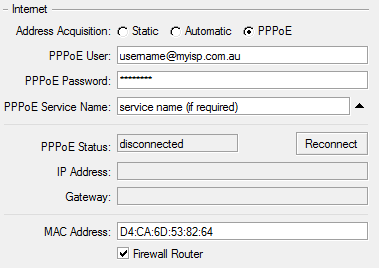 Internet
Address Acquisition: Static Automatic PPPoE
PPPoE User: username@myisp.com.au
PPPoE Password: ********
PPPoE Service Name: service name (if required)
PPPoE Status: disconnected Reconnect
IP Address:
Gateway:
MAC Address: D4:CA:6D:53:82:64
Firewall Router